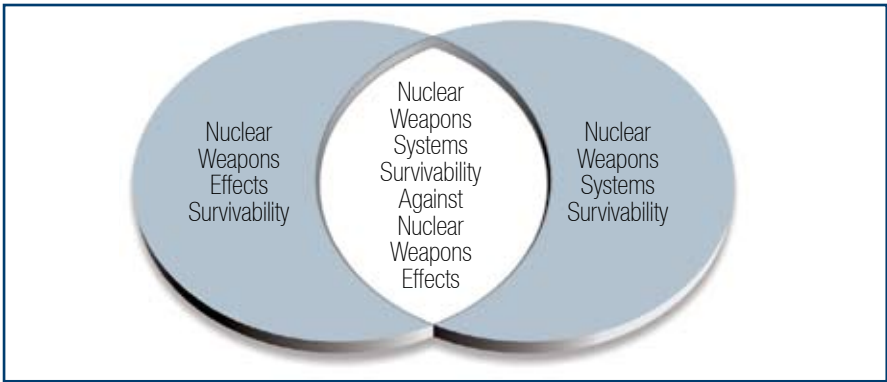 Nuclear
Weapons
Effects
Survivability
Nuclear
Weapons
Systems
Survivability
Against
Nuclear
Weapons
Effects
Nuclear
Weapons
Systems
Survivability